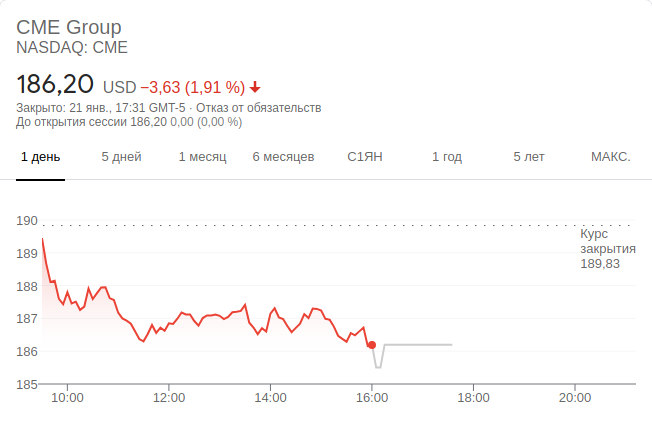 CME Group
NASDAQ: CME
186,20 USD −3,63 (1,91 %)
Закрыто: 21 янв., 17:31 GMT-5 · Отказ от обязательств
До открытия сессии 186,20 0,00 (0,00 %)
1 день 5 дней 1 месяц 6 месяцев С1ЯН 1 год 5 лет МАКС.
190
Курс
закрытия
189,83
189
188
187
186
185
10:00 12:00 14:00 16:00 18:00 20:00